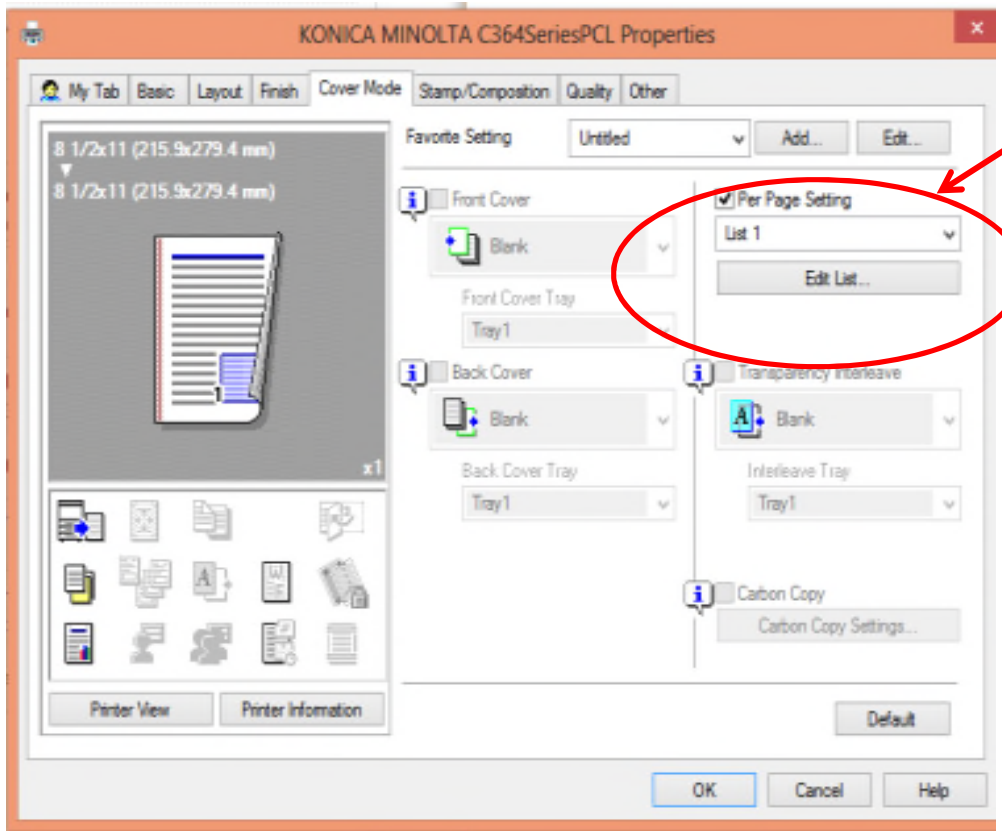 KONICA MINOLTA C364SeriesPCL Properties
My Tab Basic Layout Finish Cover Mode Stamp/Composition Quality Other
8 1/2x11 (215.9x279.4 mm)
8 1/2x11 (215.9x279.4 mm)
x1
Printer View Printer Information
Favorite Setting Untitled Add... Edit...
Front Cover
Blank
Front Cover Tray
Tray1
Back Cover
Blank
Back Cover Tray
Tray1
Per Page Setting
List 1
Edit List...
Transparency Interleave
Blank
Interleave Tray
Tray1
Carbon Copy
Carbon Copy Settings...
Default
OK Cancel Help